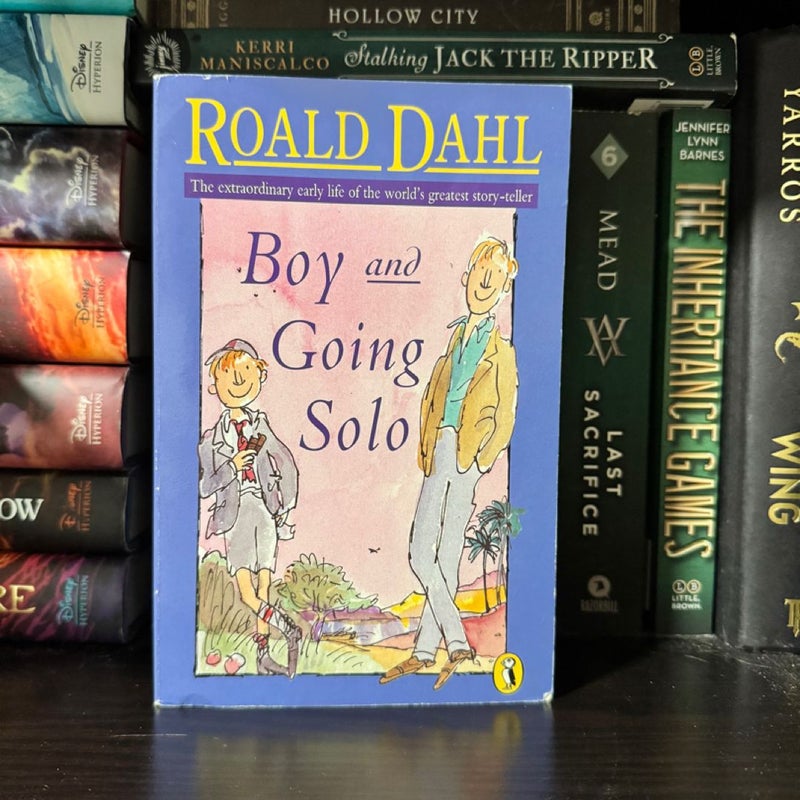 HOLLOW CITY
KERRI
MANISCALCO
Stalking JACK THE RIPPER
LB
LITTLE,
BROWN
ROALD DAHL
The extraordinary early life of the world's greatest story-teller
Boy and
Going
Solo
DISNEY
HYPERION
DISNEY
HYPERION
DISNEY
HYPERION
DISNEY
HYPERION
OW
DISNEY
HYPERION
RE
DISNEY
HYPERION
6
MEAD
LAST
SACRIFICE
RAZORBILL
JENNIFER
LYNN
BARNES
THE INHERITANCE GAMES
LB
LITTLE,
BROWN
YARROS
WING